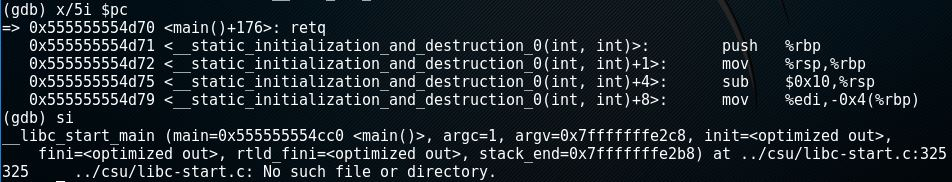 (gdb) x/5i $pc
=> 0x555555554d70 <main()+176>: retq
   0x555555554d71 <__static_initialization_and_destruction_0(int, int)>:        push   %rbp
   0x555555554d72 <__static_initialization_and_destruction_0(int, int)+1>: mov    %rsp,%rbp
   0x555555554d75 <__static_initialization_and_destruction_0(int, int)+4>: sub    $0x10,%rsp
   0x555555554d79 <__static_initialization_and_destruction_0(int, int)+8>: mov    %edi,-0x4(%rbp)
(gdb) si
__libc_start_main (main=0x555555554cc0 <main()>, argc=1, argv=0x7fffffffe2c8, init=<optimized out>,
    fini=<optimized out>, rtld_fini=<optimized out>, stack_end=0x7fffffffe2b8) at ../csu/libc-start.c:325
325     ../csu/libc-start.c: No such file or directory.